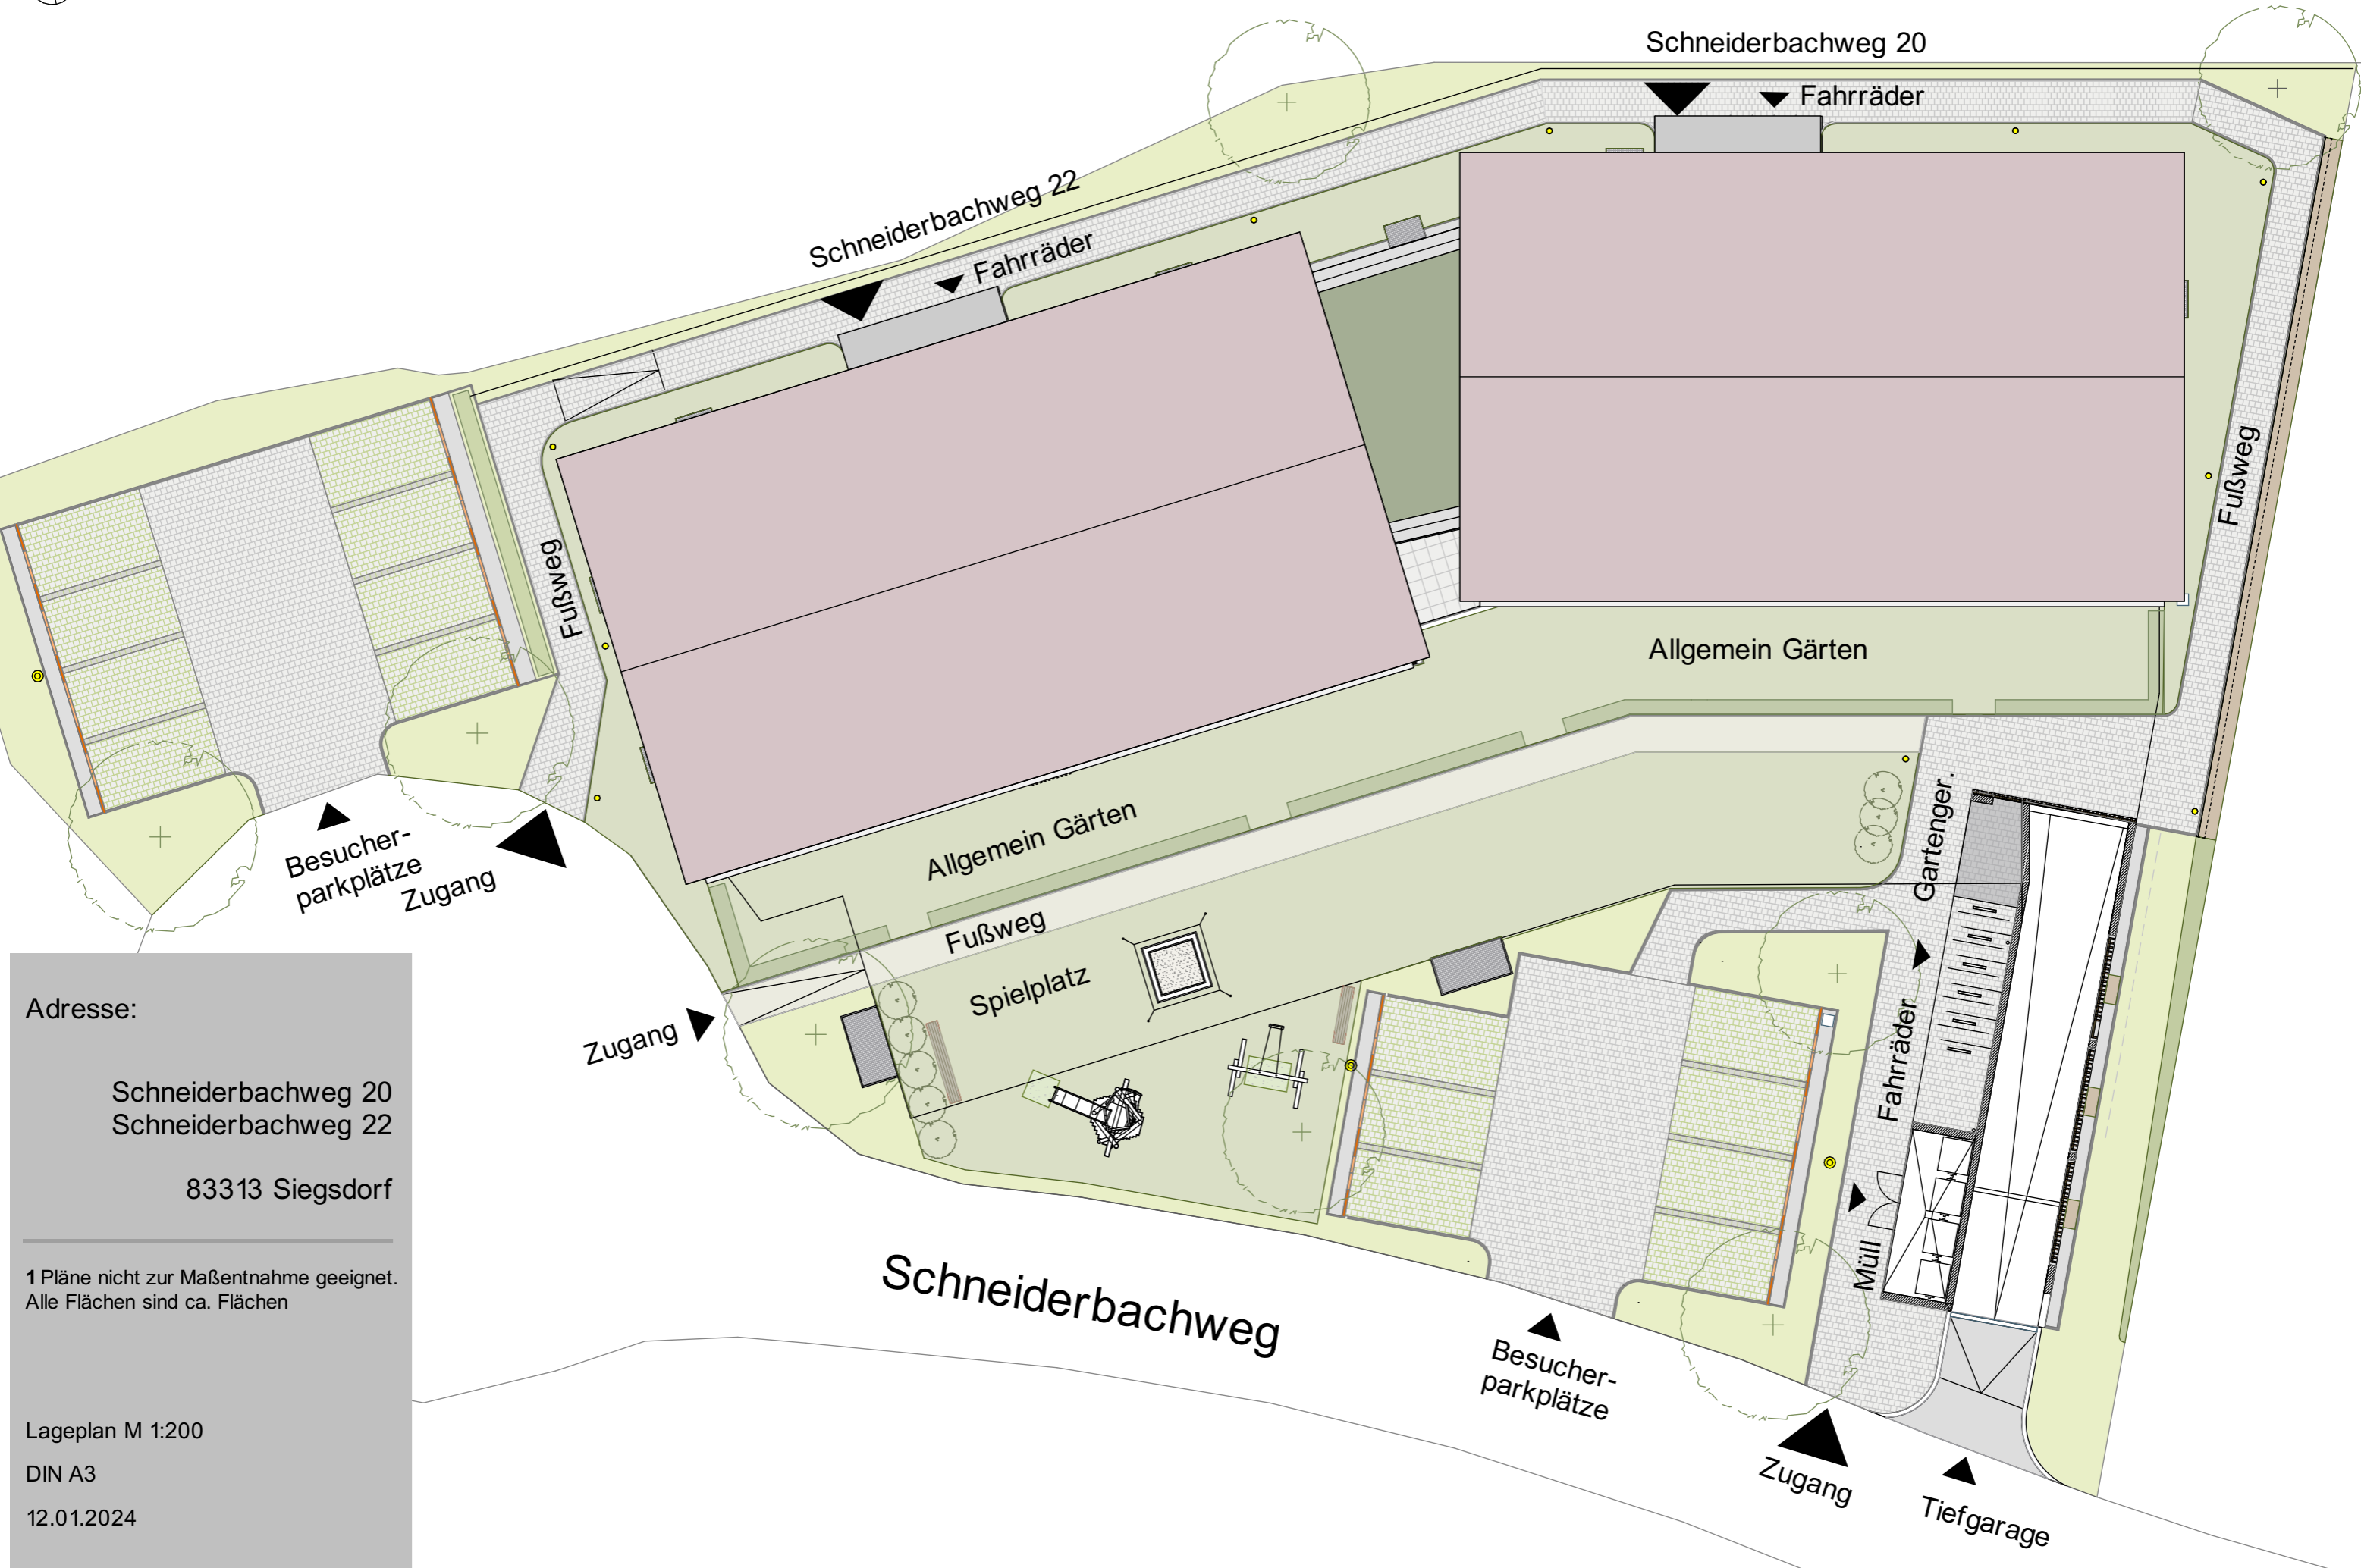 Schneiderbachweg 20
Fahrräder
Schneiderbachweg 22
Fahrräder
Fußweg
Fußweg
Allgemein Gärten
Allgemein Gärten
Besucher-
parkplätze
Zugang
Fußweg
Spielplatz
Zugang
Gartenger.
Fahrräder
Müll
Schneiderbachweg
Besucher-
parkplätze
Zugang
Tiefgarage
Adresse:
Schneiderbachweg 20
Schneiderbachweg 22
83313 Siegsdorf
1 Pläne nicht zur Maßentnahme geeignet.
Alle Flächen sind ca. Flächen
Lageplan M 1:200
DIN A3
12.01.2024